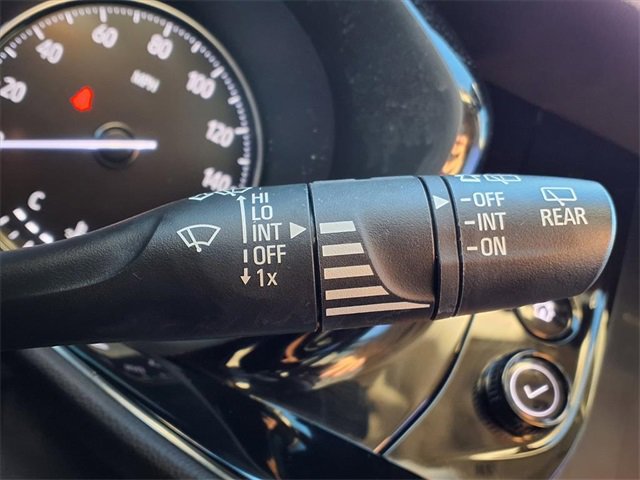 20
40
60
80
100
120
140
MPH
C
HI
LO
INT
OFF
1x
-OFF
-INT
-ON
REAR